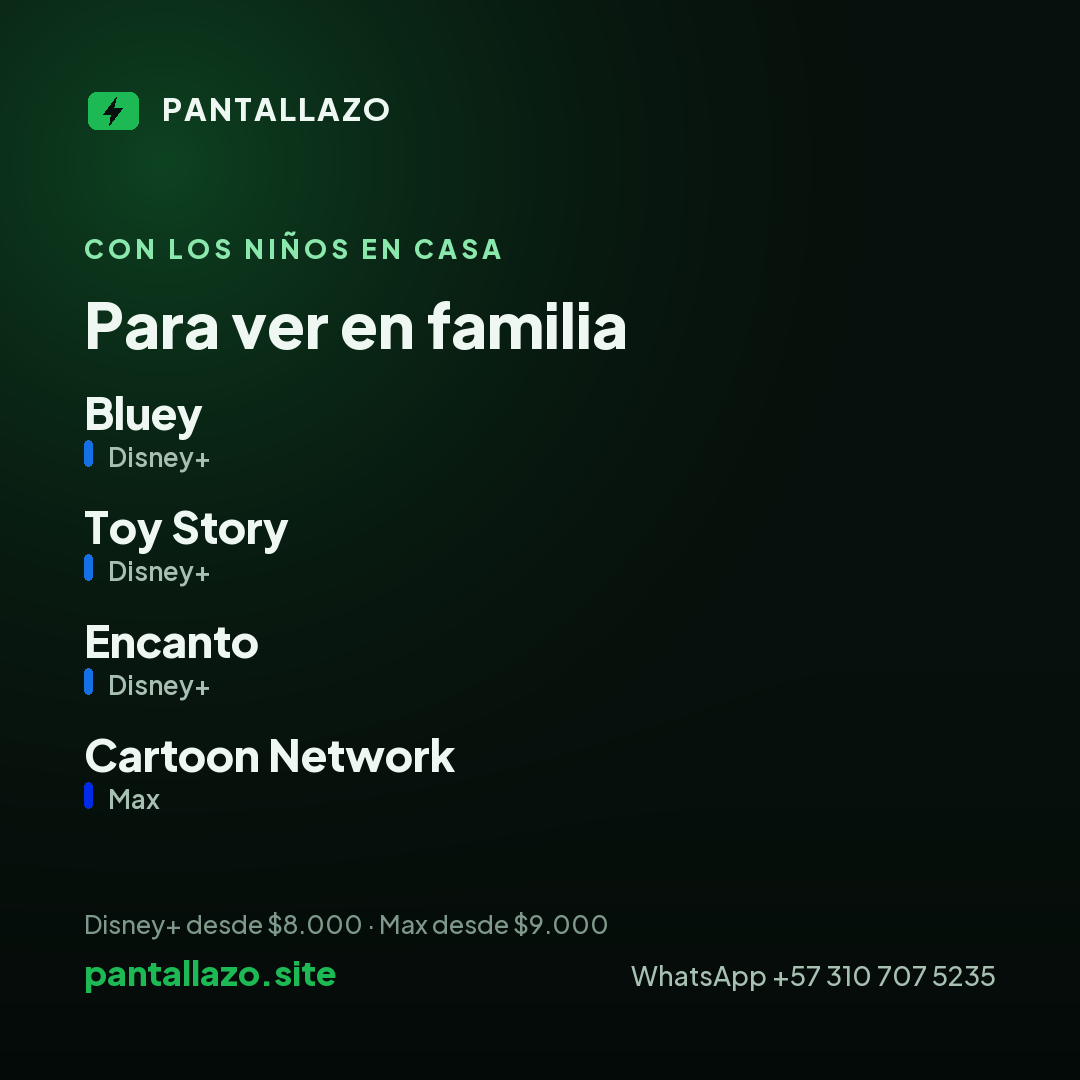 PANTALLAZO
CON LOS NIÑOS EN CASA
Para ver en familia
Bluey
Disney+
Toy Story
Disney+
Encanto
Disney+
Cartoon Network
Max
Disney+ desde $8.000 · Max desde $9.000
pantallazo.site
WhatsApp +57 310 707 5235